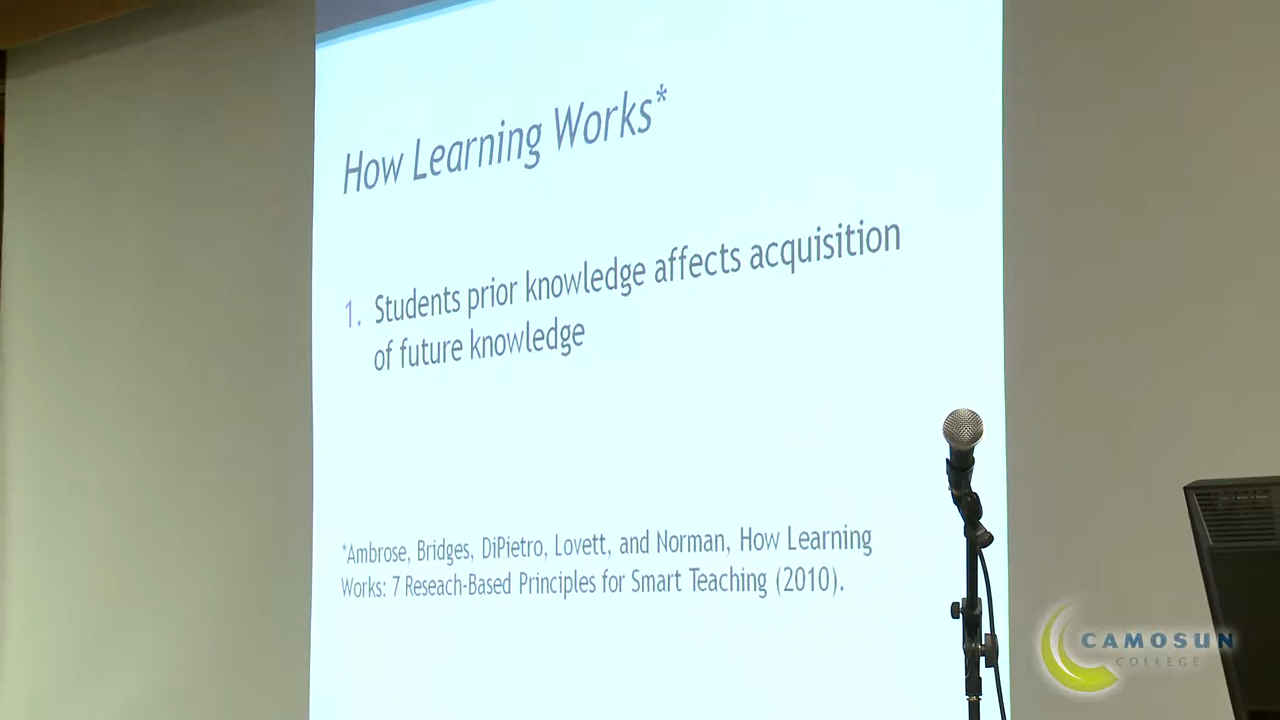 How Learning Works*
1. Students prior knowledge affects acquisition
of future knowledge
*Ambrose, Bridges, DiPietro, Lovett, and Norman, How Learning
Works: 7 Reseach-Based Principles for Smart Teaching (2010).
CAMOSUN
COLLEGE